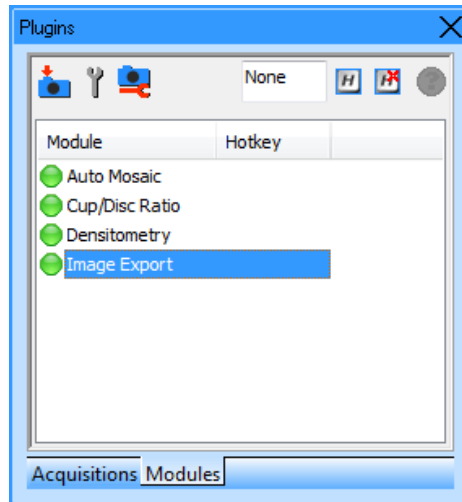 Plugins
None
H
H
?
Module Hotkey
Auto Mosaic
Cup/Disc Ratio
Densitometry
Image Export
Acquisitions Modules